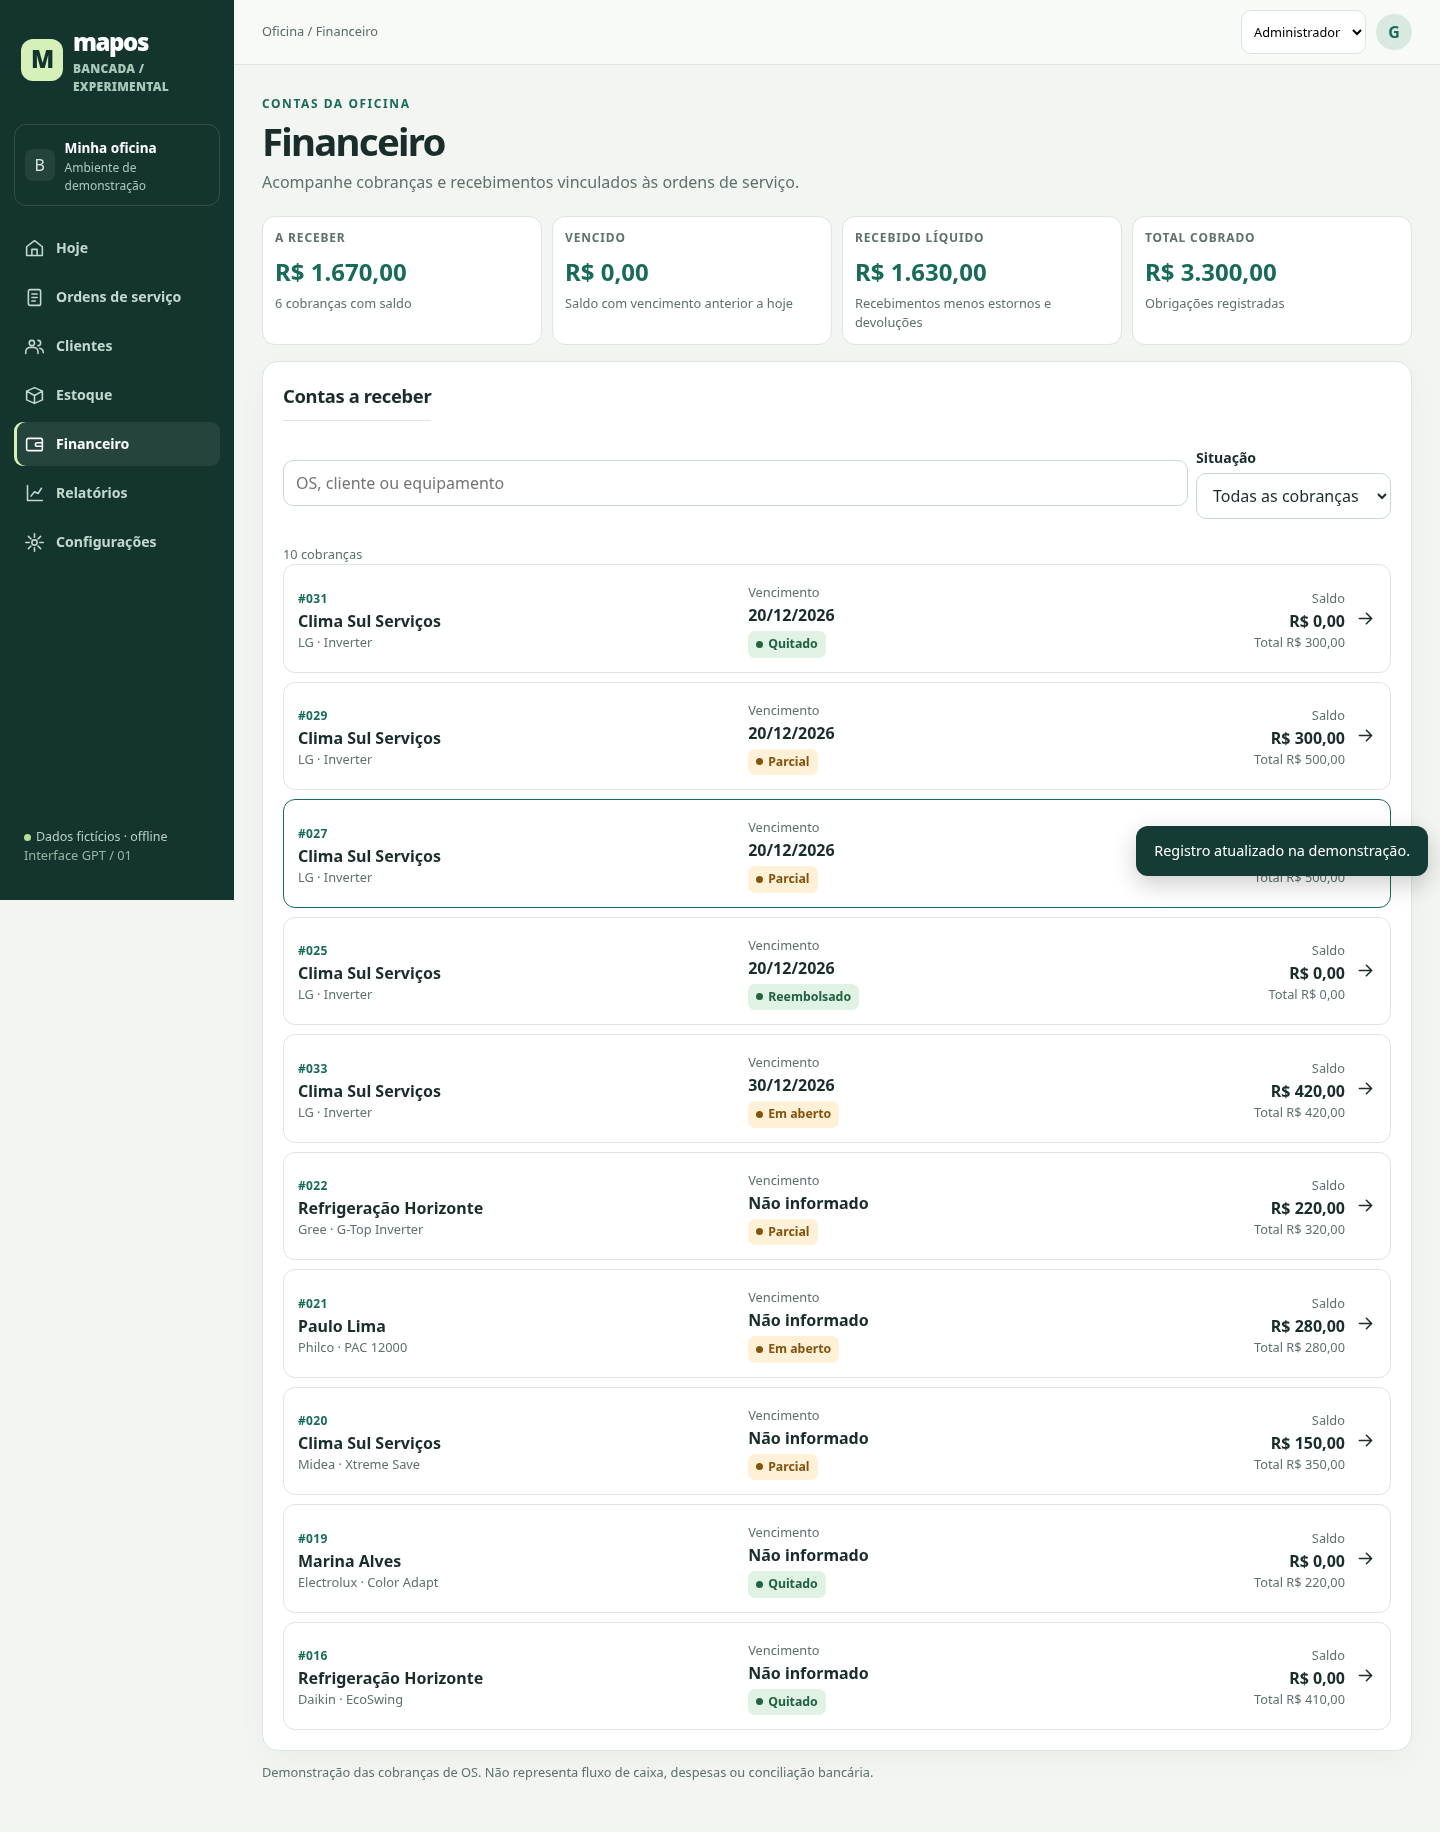 M
mapos
BANCADA /
EXPERIMENTAL
B
Minha oficina
Ambiente de
demonstração
Hoje
Ordens de serviço
Clientes
Estoque
Financeiro
Relatórios
Configurações
Dados fictícios · offline
Interface GPT / 01
Oficina / Financeiro
Administrador
G
CONTAS DA OFICINA
Financeiro
Acompanhe cobranças e recebimentos vinculados às ordens de serviço.
A RECEBER
R$ 1.670,00
6 cobranças com saldo
VENCIDO
R$ 0,00
Saldo com vencimento anterior a hoje
RECEBIDO LÍQUIDO
R$ 1.630,00
Recebimentos menos estornos e
devoluções
TOTAL COBRADO
R$ 3.300,00
Obrigações registradas
Contas a receber
OS, cliente ou equipamento
Situação
Todas as cobranças
10 cobranças
#031
Clima Sul Serviços
LG · Inverter
Vencimento
20/12/2026
Quitado
Saldo
R$ 0,00
Total R$ 300,00
#029
Clima Sul Serviços
LG · Inverter
Vencimento
20/12/2026
Parcial
Saldo
R$ 300,00
Total R$ 500,00
#027
Clima Sul Serviços
LG · Inverter
Vencimento
20/12/2026
Parcial
Registro atualizado na demonstração.
Total R$ 500,00
#025
Clima Sul Serviços
LG · Inverter
Vencimento
20/12/2026
Reembolsado
Saldo
R$ 0,00
Total R$ 0,00
#033
Clima Sul Serviços
LG · Inverter
Vencimento
30/12/2026
Em aberto
Saldo
R$ 420,00
Total R$ 420,00
#022
Refrigeração Horizonte
Gree · G-Top Inverter
Vencimento
Não informado
Parcial
Saldo
R$ 220,00
Total R$ 320,00
#021
Paulo Lima
Philco · PAC 12000
Vencimento
Não informado
Em aberto
Saldo
R$ 280,00
Total R$ 280,00
#020
Clima Sul Serviços
Midea · Xtreme Save
Vencimento
Não informado
Parcial
Saldo
R$ 150,00
Total R$ 350,00
#019
Marina Alves
Electrolux · Color Adapt
Vencimento
Não informado
Quitado
Saldo
R$ 0,00
Total R$ 220,00
#016
Refrigeração Horizonte
Daikin · EcoSwing
Vencimento
Não informado
Quitado
Saldo
R$ 0,00
Total R$ 410,00
Demonstração das cobranças de OS. Não representa fluxo de caixa, despesas ou conciliação bancária.